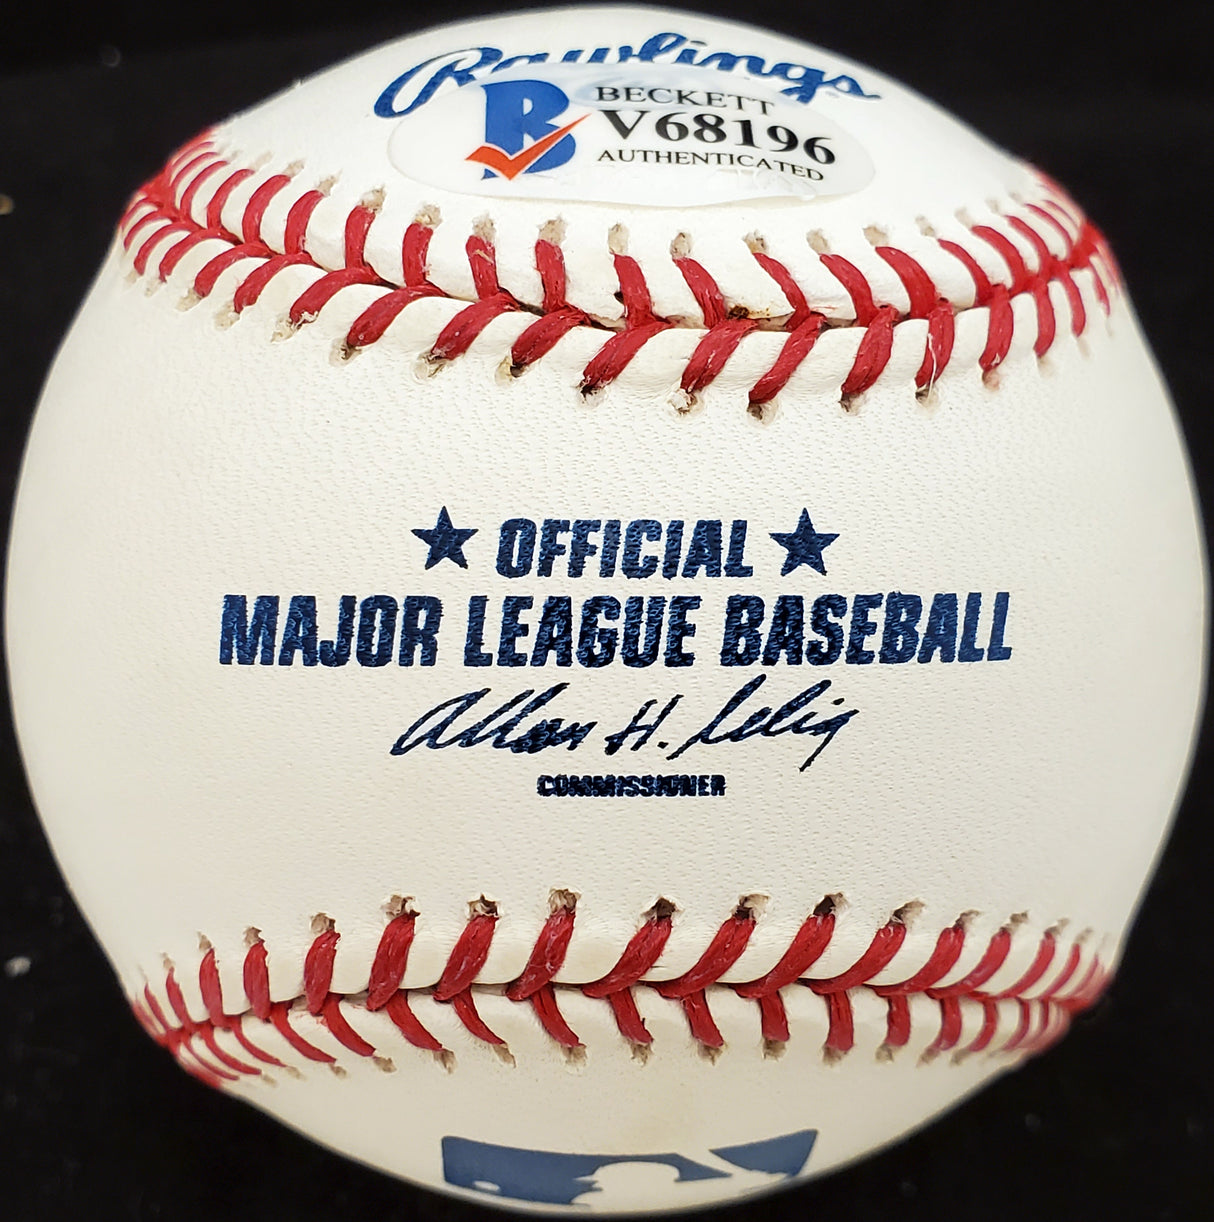 Rawlings
BECKETT
V68196
AUTHENTICATED
★ OFFICIAL ★
MAJOR LEAGUE BASEBALL
Allan H. Selig
COMMISSIONER